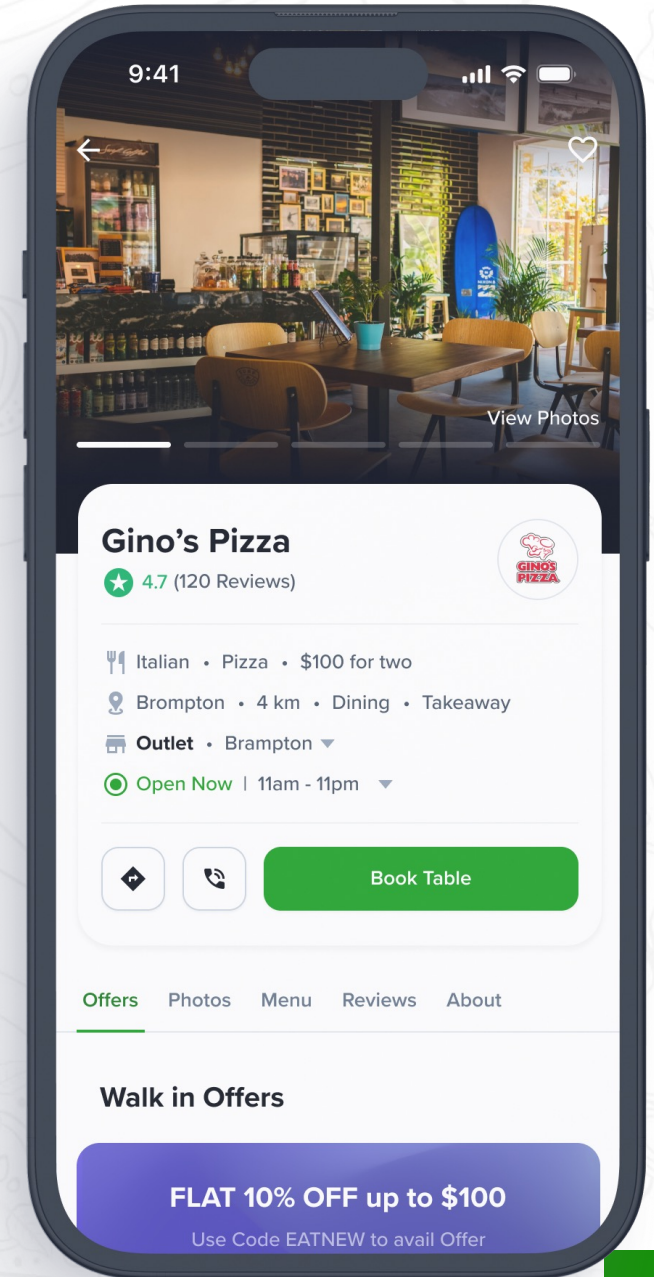 9:41
View Photos
Gino's Pizza
4.7 (120 Reviews)
GINO'S
PIZZA
Italian • Pizza • $100 for two
Brompton • 4 km • Dining • Takeaway
Outlet • Brampton
Open Now | 11am - 11pm
Book Table
Offers Photos Menu Reviews About
Walk in Offers
FLAT 10% OFF up to $100
Use Code EATNEW to avail Offer